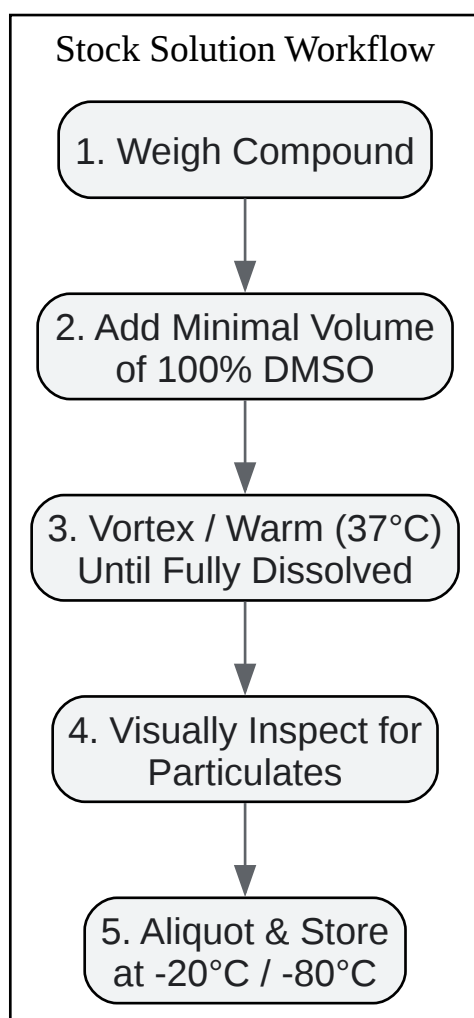 Stock Solution Workflow
1. Weigh Compound
2. Add Minimal Volume
of 100% DMSO
3. Vortex / Warm (37°C)
Until Fully Dissolved
4. Visually Inspect for
Particulates
5. Aliquot & Store
at -20°C / -80°C